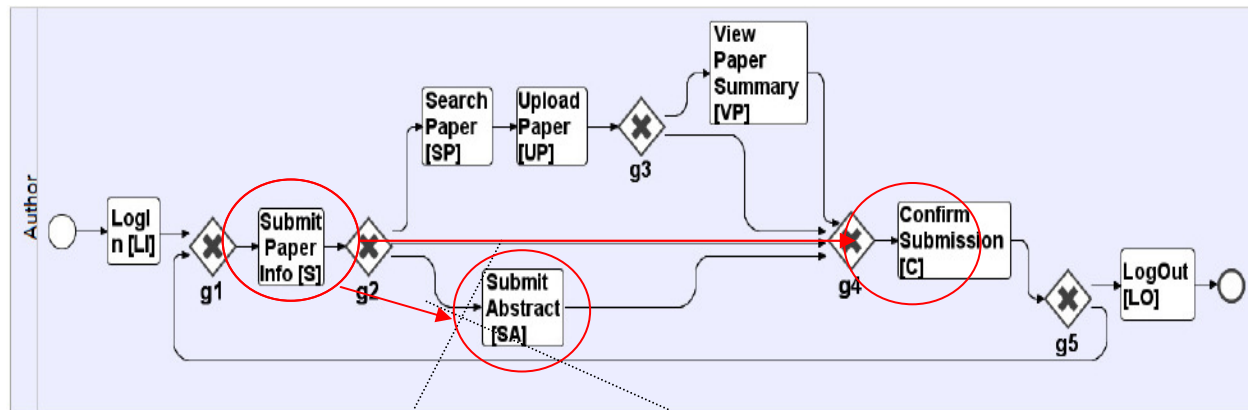 Author
LogI
n [LI]
g1
Submit
Paper
Info [S]
g2
Search
Paper
[SP]
Upload
Paper
[UP]
g3
View
Paper
Summary
[VP]
Submit
Abstract
[SA]
g4
Confirm
Submission
[C]
g5
LogOut
[LO]